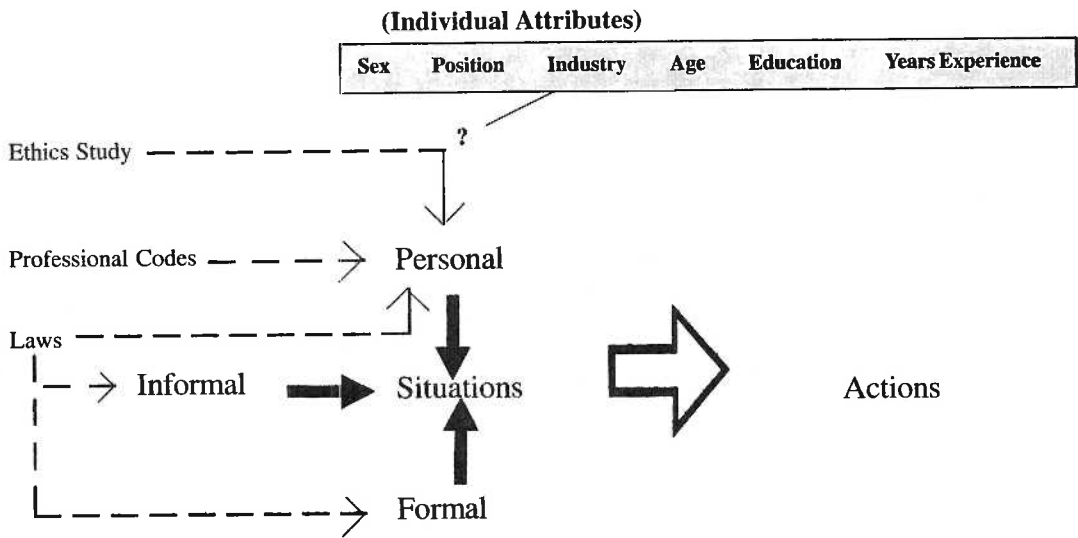 (Individual Attributes)
Sex Position Industry Age Education Years Experience
?
Ethics Study
Professional Codes
Personal
Laws
Informal
Situations
Actions
Formal